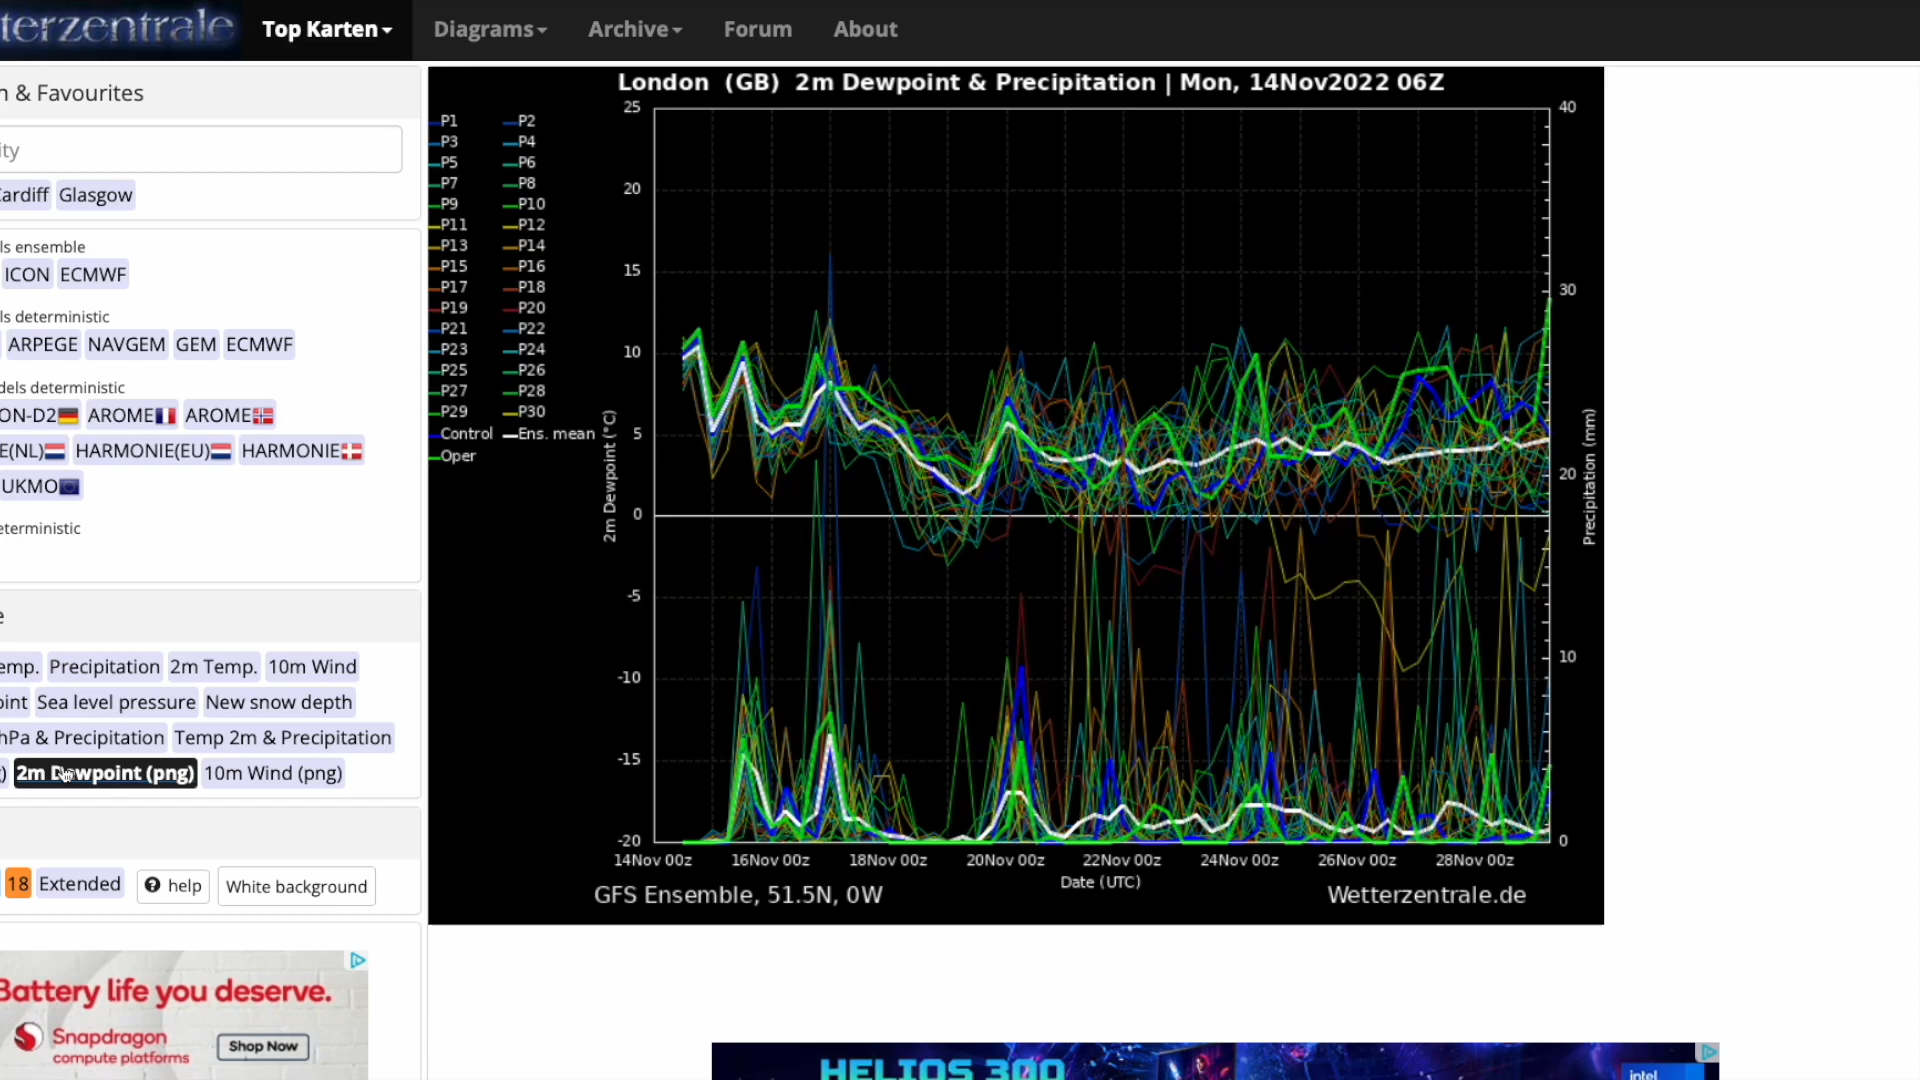 terzentrale
Top Karten
Diagrams
Archive
Forum
About
n & Favourites
ity
Cardiff Glasgow
ls ensemble
ICON ECMWF
ls deterministic
ARPEGE NAVGEM GEM ECMWF
dels deterministic
ON-D2 AROME AROME
E(NL) HARMONIE(EU) HARMONIE
UKMO
eterministic
e
emp. Precipitation 2m Temp. 10m Wind
oint Sea level pressure New snow depth
hPa & Precipitation Temp 2m & Precipitation
) 2m Dewpoint (png) 10m Wind (png)
18 Extended help White background
Battery life you deserve.
Snapdragon
compute platforms
Shop Now
London (GB) 2m Dewpoint & Precipitation | Mon, 14Nov2022 06Z
P1 P2
P3 P4
P5 P6
P7 P8
P9 P10
P11 P12
P13 P14
P15 P16
P17 P18
P19 P20
P21 P22
P23 P24
P25 P26
P27 P28
P29 P30
Control Ens. mean
Oper
25
20
15
10
5
0
-5
-10
-15
-20
2m Dewpoint (°C)
40
30
20
10
0
Precipitation (mm)
14Nov 00z 16Nov 00z 18Nov 00z 20Nov 00z 22Nov 00z 24Nov 00z 26Nov 00z 28Nov 00z
Date (UTC)
GFS Ensemble, 51.5N, 0W
Wetterzentrale.de
HELIOS 300
intel